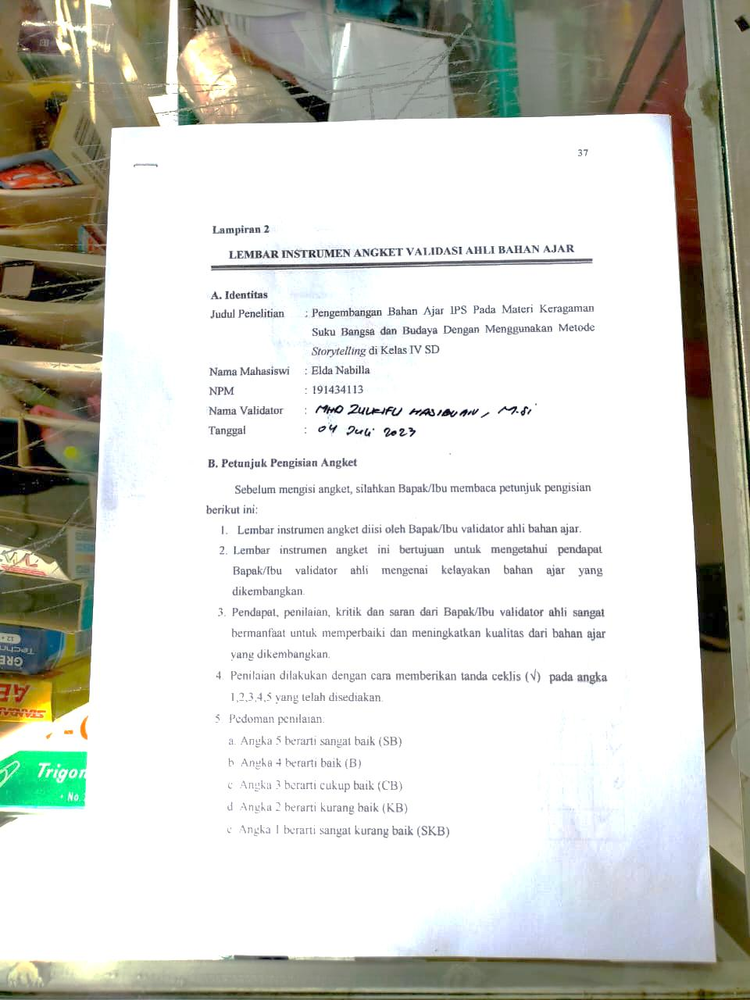 37
Lampiran 2
LEMBAR INSTRUMEN ANGKET VALIDASI AHLI BAHAN AJAR
A. Identitas
Judul Penelitian : Pengembangan Bahan Ajar IPS Pada Materi Keragaman
Suku Bangsa dan Budaya Dengan Menggunakan Metode
Storytelling di Kelas IV SD
Nama Mahasiswi : Elda Nabilla
NPM : 191434113
Nama Validator : MHD ZULKIFLI HASIBUAN, M.Si
Tanggal : 04 Juli 2023
B. Petunjuk Pengisian Angket
Sebelum mengisi angket, silahkan Bapak/Ibu membaca petunjuk pengisian
berikut ini:
1. Lembar instrumen angket diisi oleh Bapak/Ibu validator ahli bahan ajar.
2. Lembar instrumen angket ini bertujuan untuk mengetahui pendapat
Bapak/Ibu validator ahli mengenai kelayakan bahan ajar yang
dikembangkan.
3. Pendapat, penilaian, kritik dan saran dari Bapak/Ibu validator ahli sangat
bermanfaat untuk memperbaiki dan meningkatkan kualitas dari bahan ajar
yang dikembangkan.
4. Penilaian dilakukan dengan cara memberikan tanda ceklis (√) pada angka
1,2,3,4,5 yang telah disediakan.
5. Pedoman penilaian.
a. Angka 5 berarti sangat baik (SB)
b Angka 4 berarti baik (B)
c Angka 3 berarti cukup baik (CB)
d Angka 2 berarti kurang baik (KB)
e Angka 1 berarti sangat kurang baik (SKB)
Trigon
No.